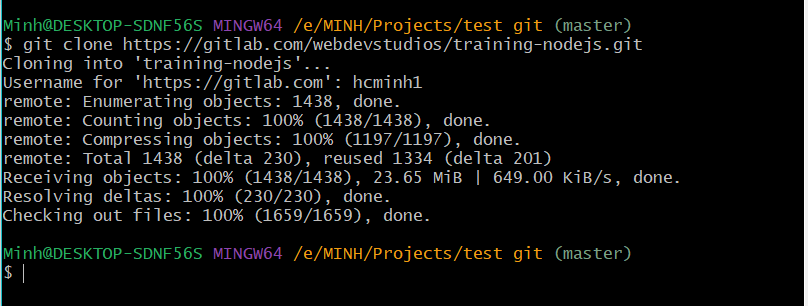 Minh@DESKTOP-SDNF56S MINGW64 /e/MINH/Projects/test git (master)
$ git clone https://gitlab.com/webdevstudios/training-nodejs.git
Cloning into 'training-nodejs'...
Username for 'https://gitlab.com': hcminh1
remote: Enumerating objects: 1438, done.
remote: Counting objects: 100% (1438/1438), done.
remote: Compressing objects: 100% (1197/1197), done.
remote: Total 1438 (delta 230), reused 1334 (delta 201)
Receiving objects: 100% (1438/1438), 23.65 MiB | 649.00 KiB/s, done.
Resolving deltas: 100% (230/230), done.
Checking out files: 100% (1659/1659), done.
Minh@DESKTOP-SDNF56S MINGW64 /e/MINH/Projects/test git (master)
$